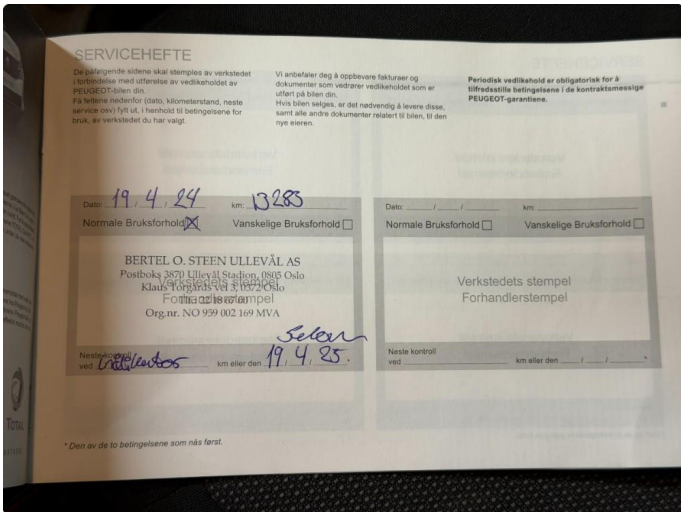 SERVICEHEFTE
De påfølgende sidene skal stemples av verkstedet
i forbindelse med utførelse av vedlikeholdet av
PEUGEOT-bilen din.
Få feltene nedenfor (dato, kilometerstand, neste
service osv) fylt ut, i henhold til betingelsene for
bruk, av verkstedet du har valgt.
Vi anbefaler deg å oppbevare fakturaer og
dokumenter som vedrører vedlikeholdet som er
utført på bilen din.
Hvis bilen selges, er det nødvendig å levere disse,
samt alle andre dokumenter relatert til bilen, til den
nye eieren.
Periodisk vedlikehold er obligatorisk for å
tilfredsstille betingelsene i de kontraktsmessige
PEUGEOT-garantiene.
Dato: 19 / 4 / 24 km: 13283
Normale Bruksforhold Vanskelige Bruksforhold
BERTEL O. STEEN ULLEVÅL AS
Postboks 3870 Ullevål Stadion, 0805 Oslo
Verkstedets stempel
Klaus Torgårds vei 3, 0372 Oslo
Forhandlerstempel
Org.nr. NO 959 002 169 MVA
Neste kontroll
ved km eller den 19 / 4 / 25.
Dato: / / km:
Normale Bruksforhold Vanskelige Bruksforhold
Verkstedets stempel
Forhandlerstempel
Neste kontroll
ved km eller den / / *
* Den av de to betingelsene som nås først.
TOTAL